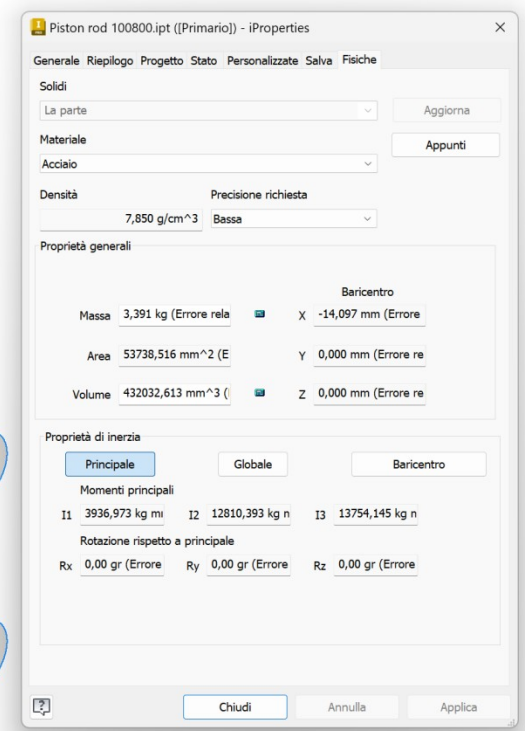 Piston rod 100800.ipt ([Primario]) - iProperties
Generale Riepilogo Progetto Stato Personalizzate Salva Fisiche
Solidi
La parte Aggiorna
Materiale Appunti
Acciaio
Densità Precisione richiesta
7,850 g/cm^3 Bassa
Proprietà generali
Baricentro
Massa 3,391 kg (Errore rela X -14,097 mm (Errore
Area 53738,516 mm^2 (E Y 0,000 mm (Errore re
Volume 432032,613 mm^3 ( Z 0,000 mm (Errore re
Proprietà di inerzia
Principale Globale Baricentro
Momenti principali
I1 3936,973 kg m I2 12810,393 kg n I3 13754,145 kg n
Rotazione rispetto a principale
Rx 0,00 gr (Errore Ry 0,00 gr (Errore Rz 0,00 gr (Errore
? Chiudi Annulla Applica